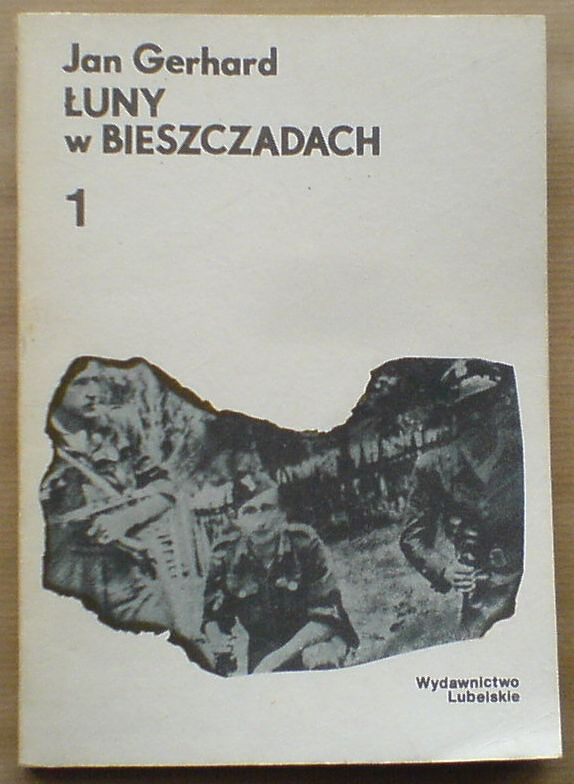 Jan Gerhard
ŁUNY
w BIESZCZADACH
1
Wydawnictwo
Lubelskie